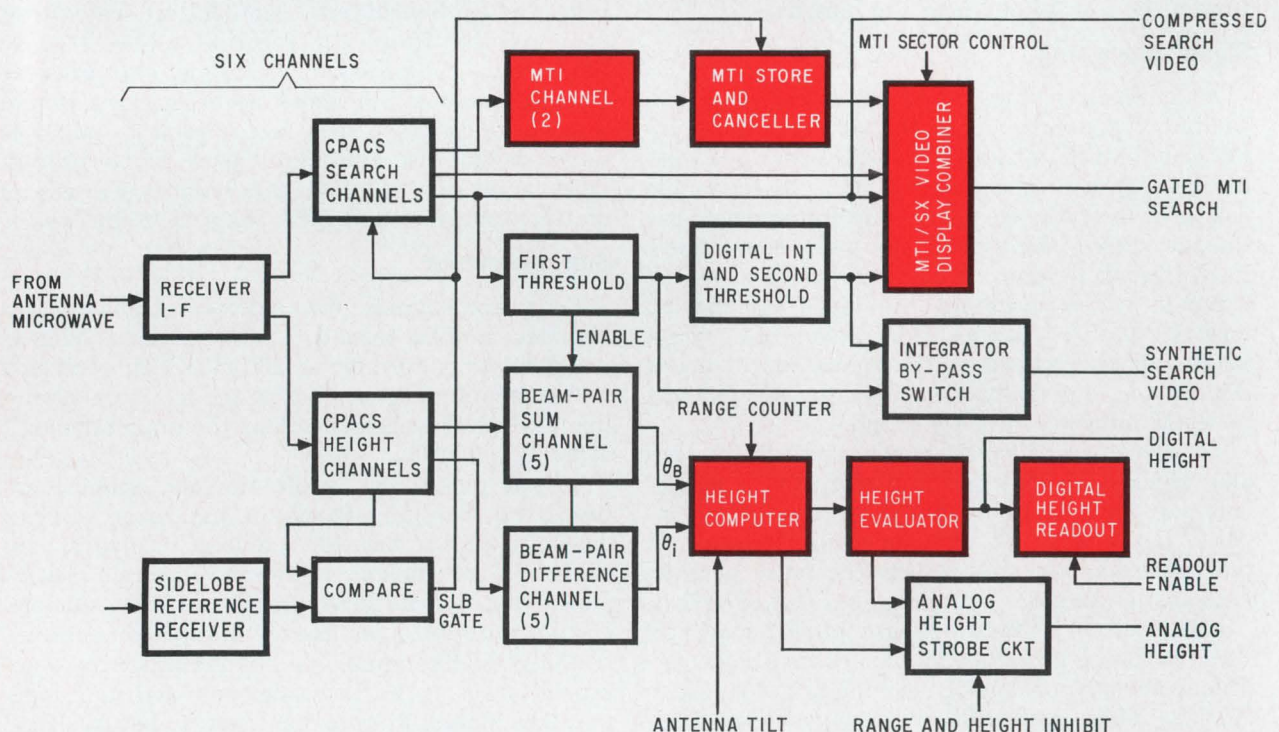 SIX CHANNELS
MTI SECTOR CONTROL
COMPRESSED
SEARCH
VIDEO
MTI
CHANNEL
(2)
MTI STORE
AND
CANCELLER
CPACS
SEARCH
CHANNELS
MTI/SX VIDEO
DISPLAY COMBINER
GATED MTI
SEARCH
FROM
ANTENNA
MICROWAVE
RECEIVER
I-F
FIRST
THRESHOLD
DIGITAL INT
AND SECOND
THRESHOLD
ENABLE
INTEGRATOR
BY-PASS
SWITCH
SYNTHETIC
SEARCH
VIDEO
CPACS
HEIGHT
CHANNELS
BEAM-PAIR
SUM
CHANNEL
(5)
RANGE COUNTER
θB
θi
HEIGHT
COMPUTER
HEIGHT
EVALUATOR
DIGITAL
HEIGHT
READOUT
DIGITAL
HEIGHT
SIDELOBE
REFERENCE
RECEIVER
COMPARE
SLB
GATE
BEAM-PAIR
DIFFERENCE
CHANNEL
(5)
ANALOG
HEIGHT
STROBE CKT
READOUT
ENABLE
ANALOG
HEIGHT
ANTENNA TILT
RANGE AND HEIGHT INHIBIT